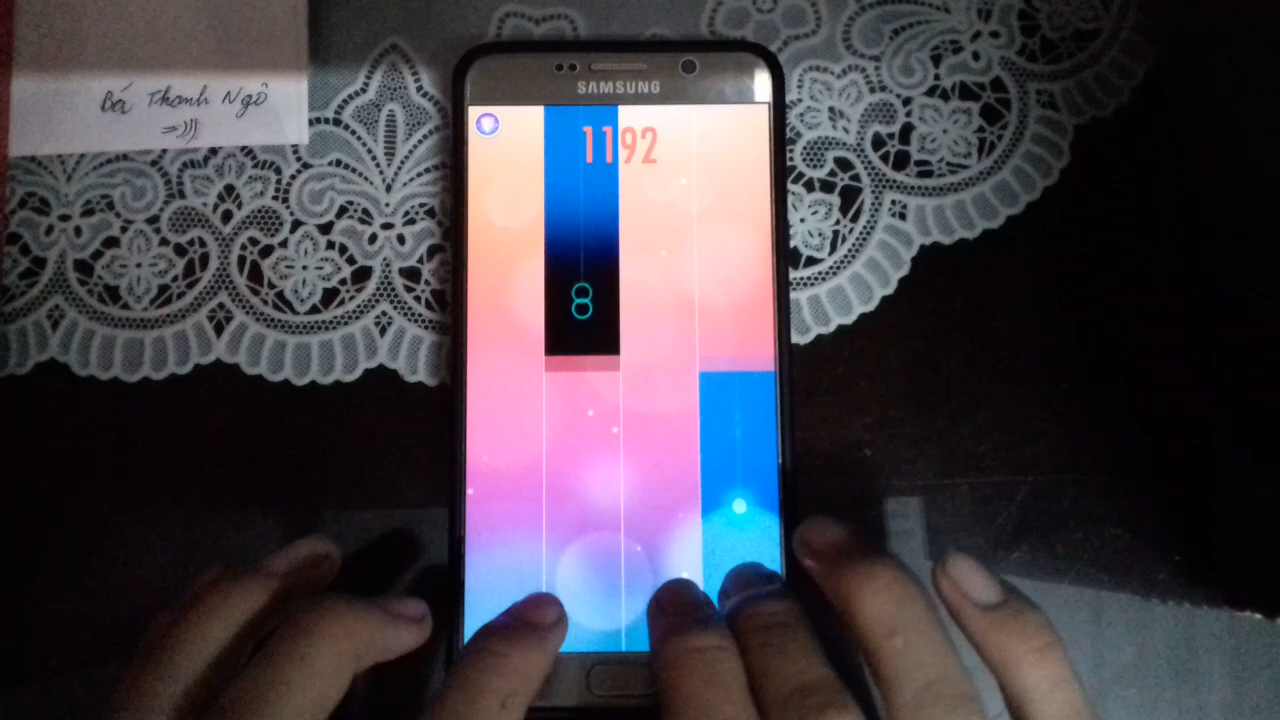 Bá Thanh Ngô
=)))
SAMSUNG
1192
8